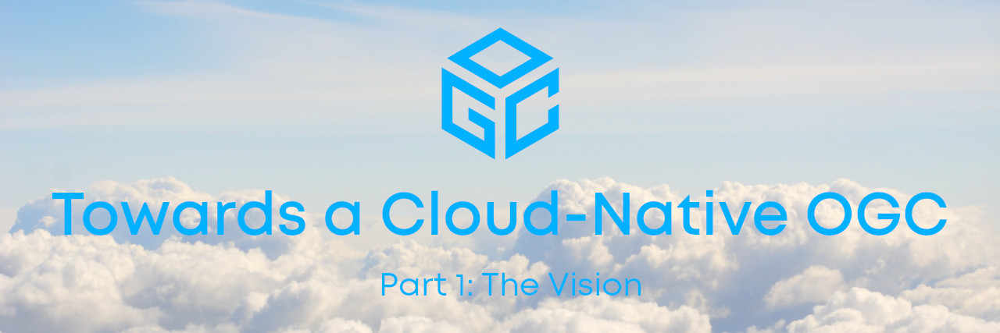 OGC
Towards a Cloud-Native OGC
Part 1: The Vision